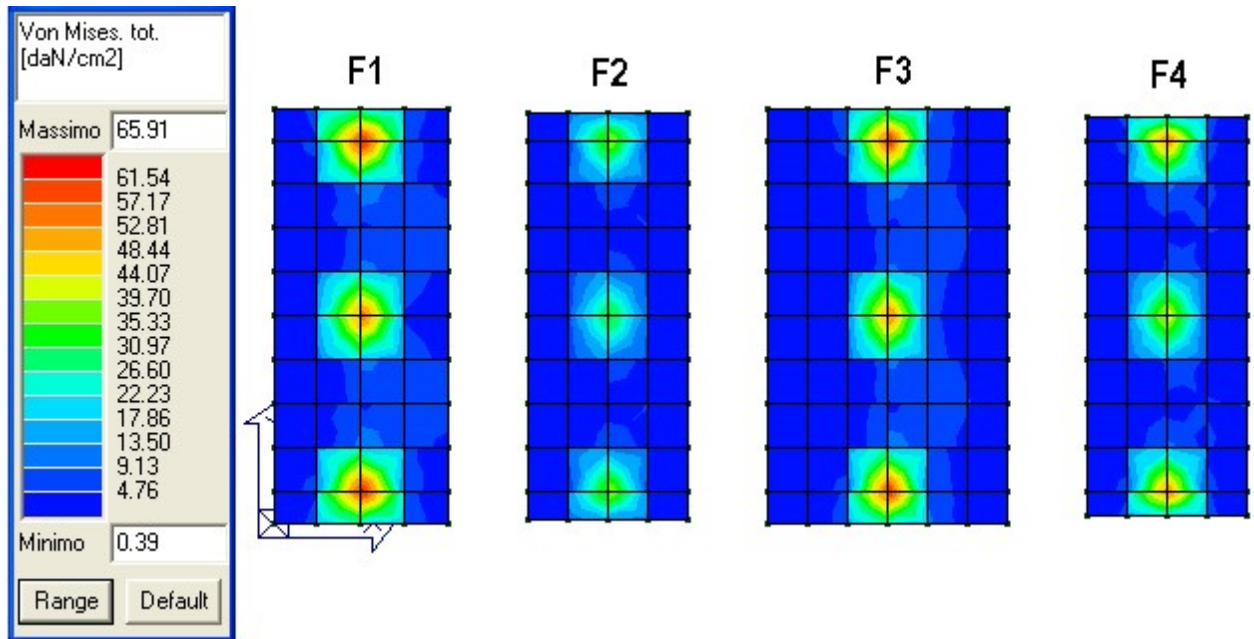 Von Mises. tot.
[daN/cm2]
Massimo 65.91
61.54
57.17
52.81
48.44
44.07
39.70
35.33
30.97
26.60
22.23
17.86
13.50
9.13
4.76
Minimo 0.39
Range Default
F1 F2 F3 F4